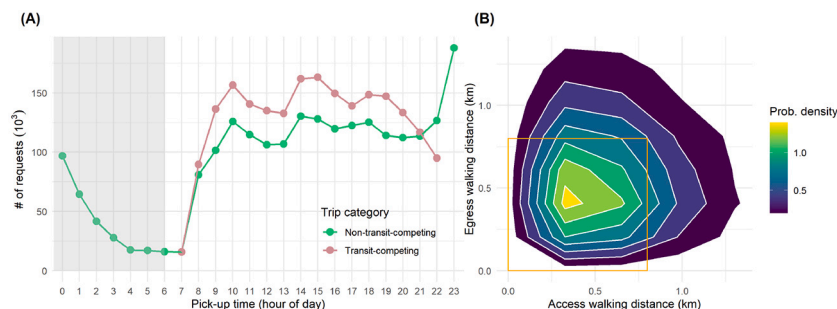 (A)
# of requests (10³)
150
100
50
0
Trip category
Non-transit-competing
Transit-competing
0 1 2 3 4 5 6 7 8 9 10 11 12 13 14 15 16 17 18 19 20 21 22 23
Pick-up time (hour of day)
(B)
Egress walking distance (km)
1.0
0.5
0.0
0.0 0.5 1.0
Access walking distance (km)
Prob. density
1.0
0.5